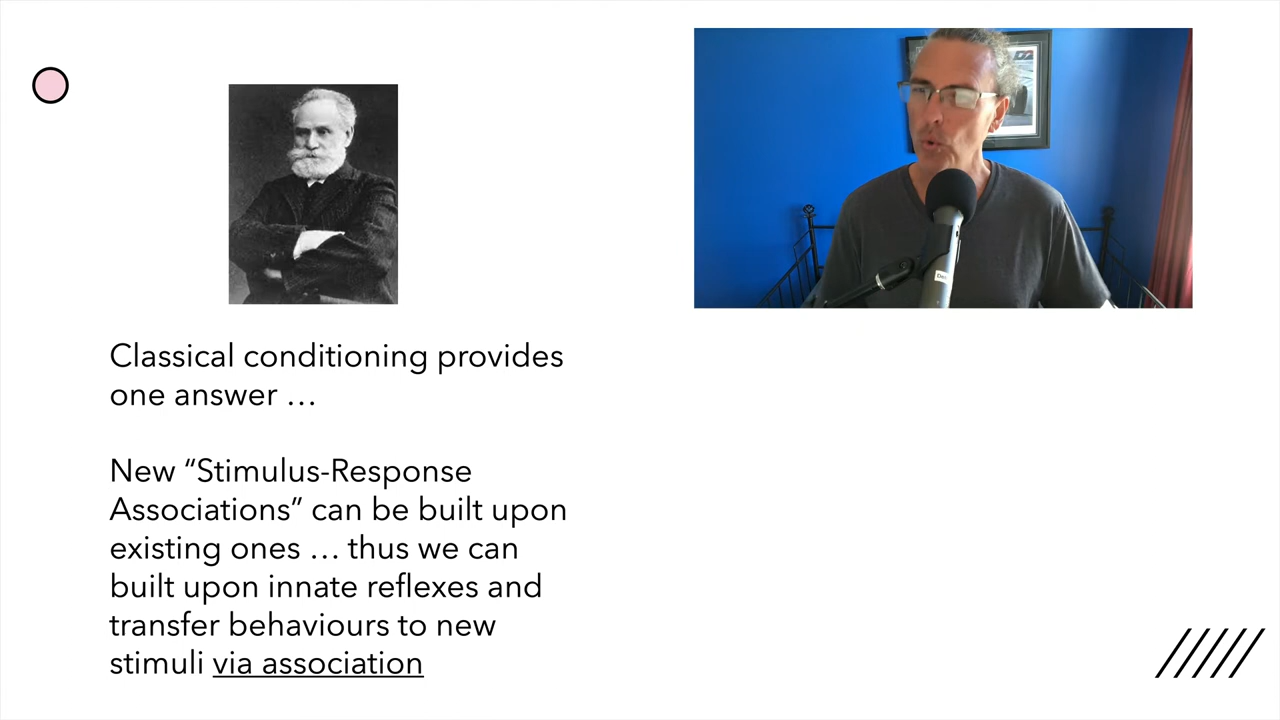 Classical conditioning provides
one answer …
New “Stimulus-Response
Associations” can be built upon
existing ones … thus we can
built upon innate reflexes and
transfer behaviours to new
stimuli via association